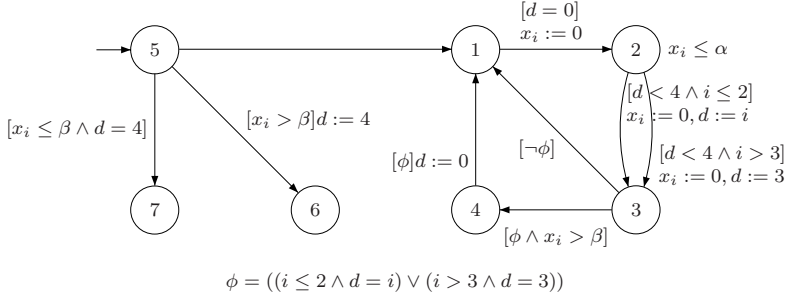 [d = 0]
x_i := 0
5
1
2
x_i ≤ α
[d < 4 ∧ i ≤ 2]
x_i := 0, d := i
[x_i > β]d := 4
[x_i ≤ β ∧ d = 4]
[¬ϕ]
[d < 4 ∧ i > 3]
x_i := 0, d := 3
[ϕ]d := 0
7
6
4
3
[ϕ ∧ x_i > β]
ϕ = ((i ≤ 2 ∧ d = i) ∨ (i > 3 ∧ d = 3))